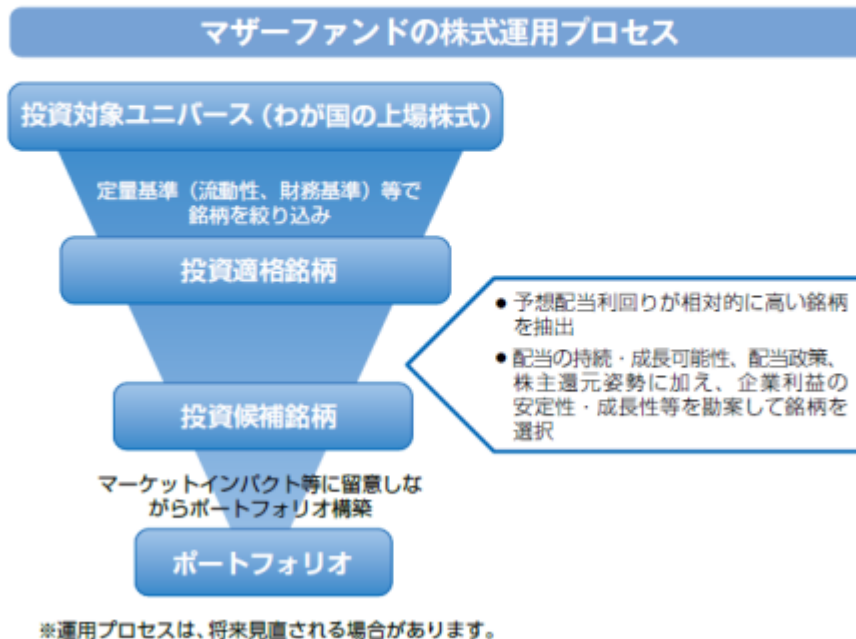 マザーファンドの株式運用プロセス
投資対象ユニバース(わが国の上場株式)
定量基準(流動性、財務基準)等で
銘柄を絞り込み
投資適格銘柄
● 予想配当利回りが相対的に高い銘柄
を抽出
● 配当の持続・成長可能性、配当政策、
株主還元姿勢に加え、企業利益の
安定性・成長性等を勘案して銘柄を
選択
投資候補銘柄
マーケットインパクト等に留意しな
がらポートフォリオ構築
ポートフォリオ
※運用プロセスは、将来見直される場合があります。